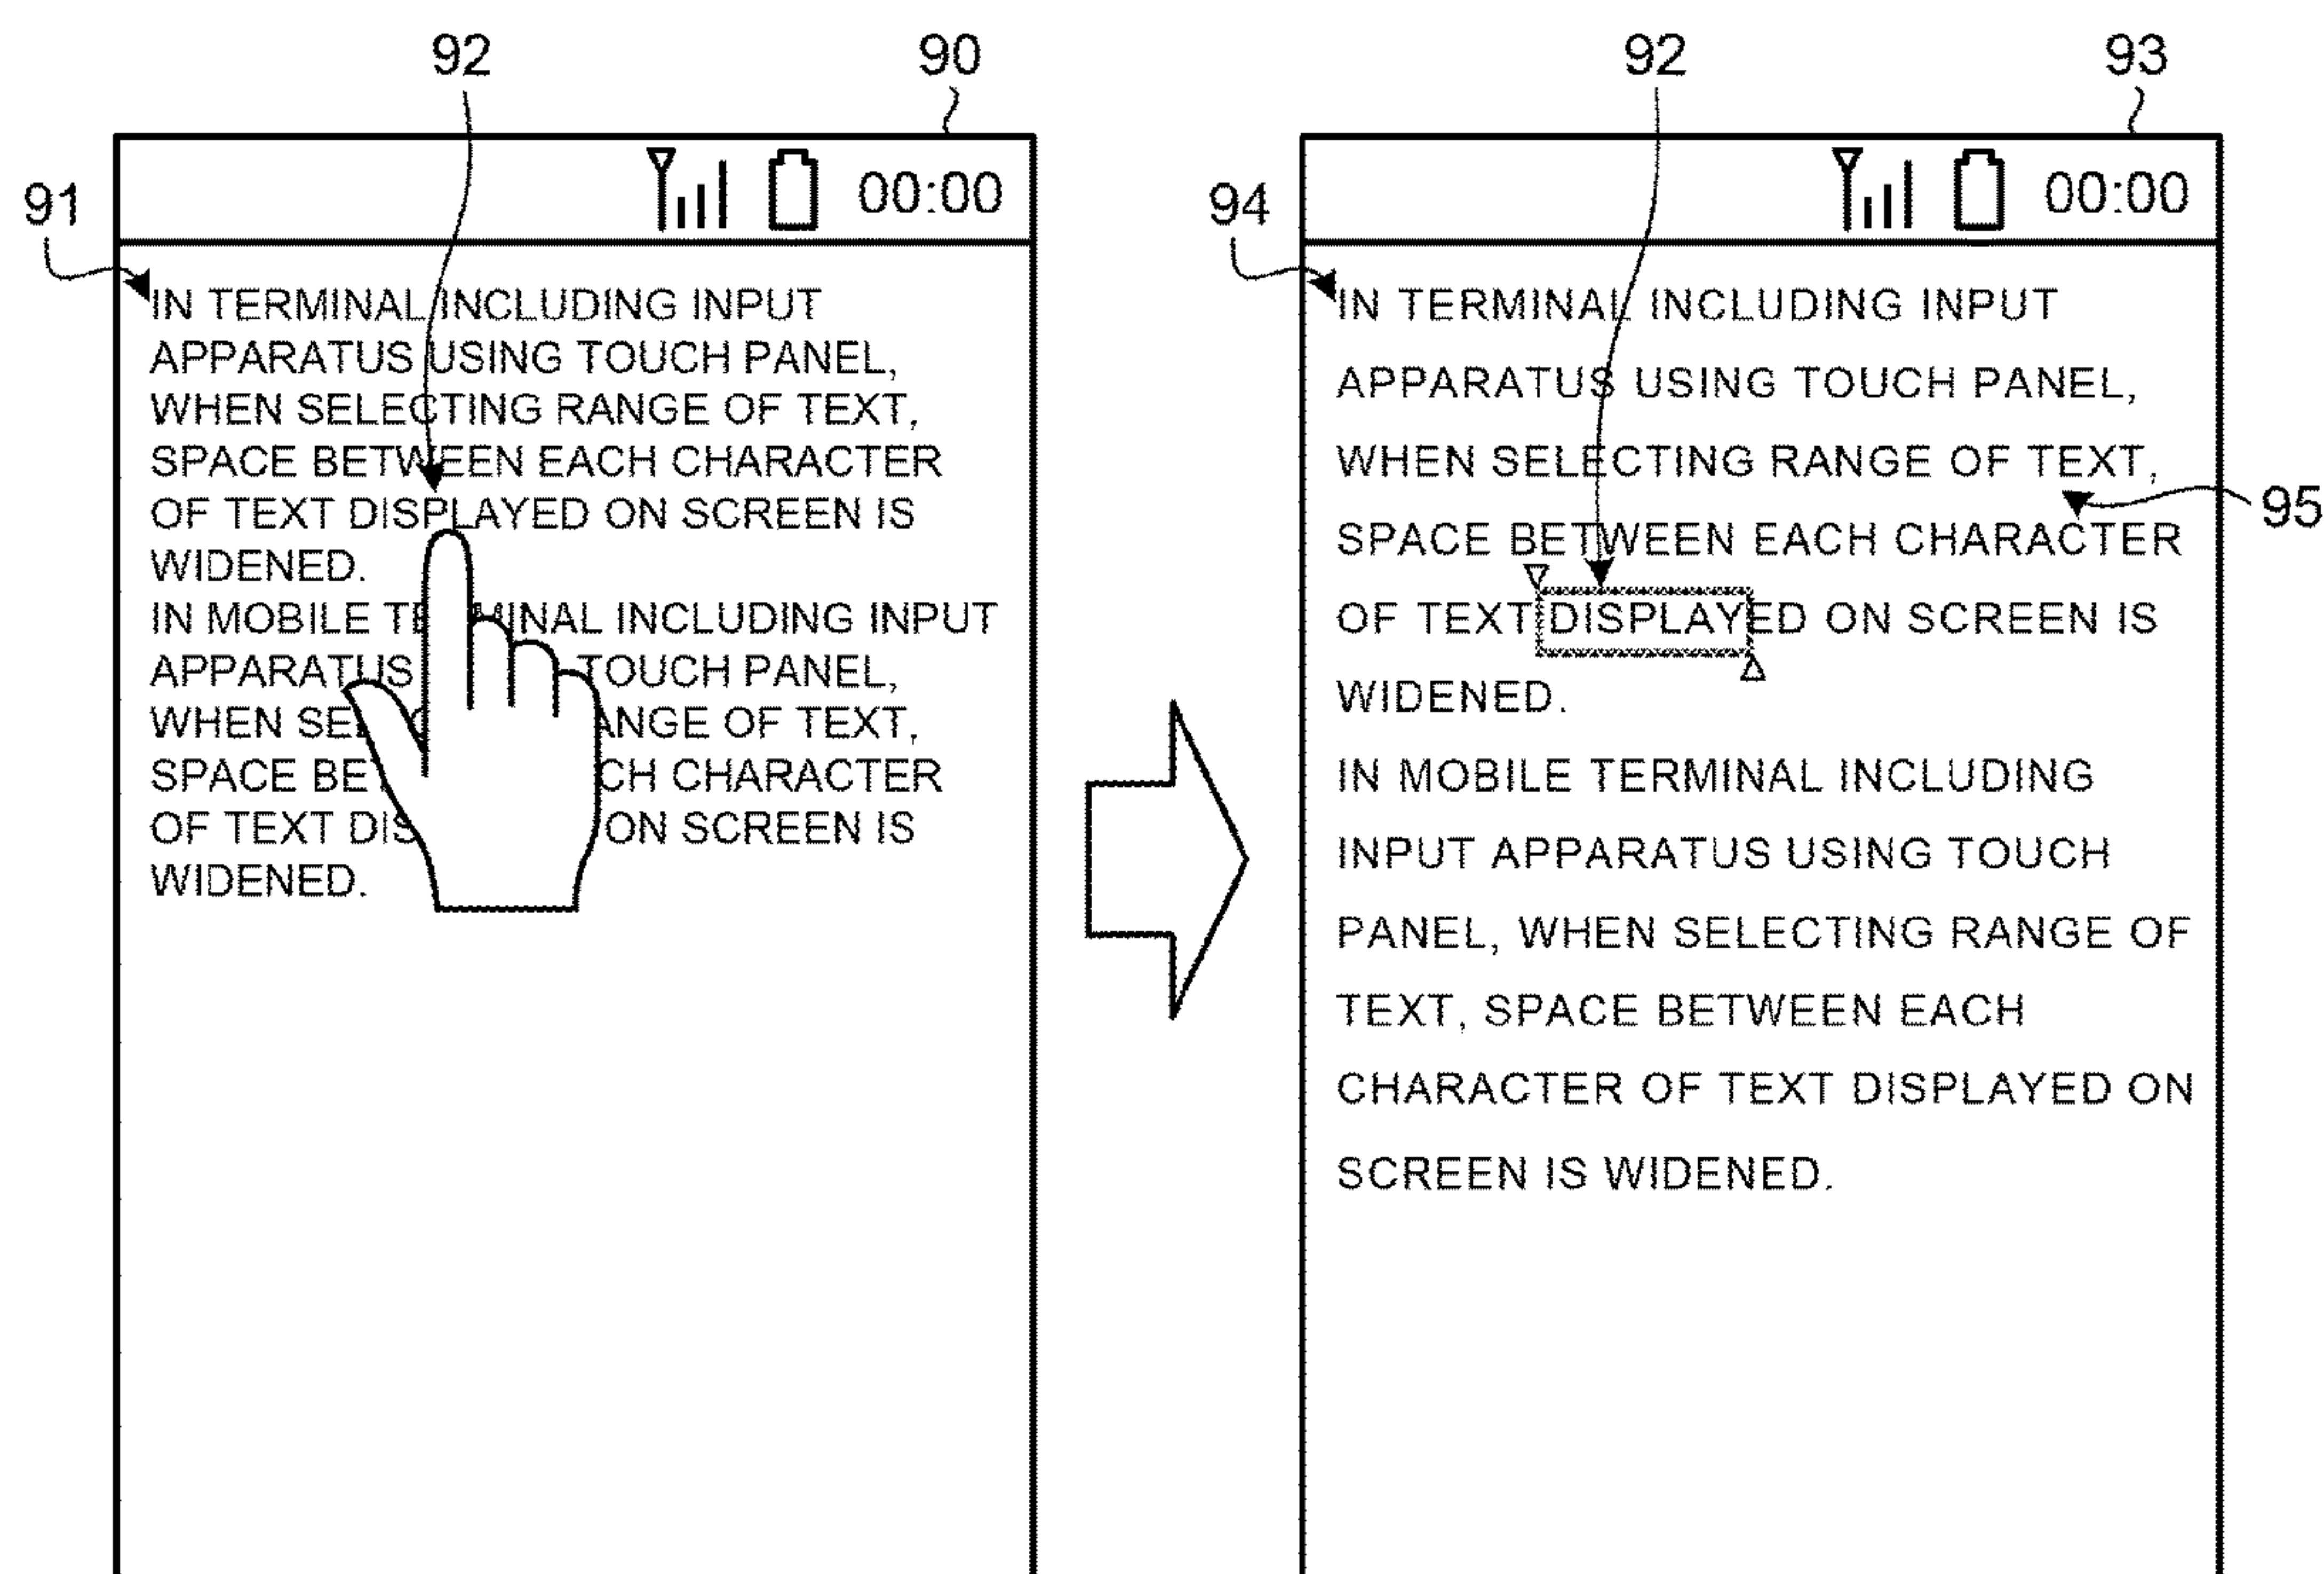 92
90
00:00
91
IN TERMINAL INCLUDING INPUT
APPARATUS USING TOUCH PANEL,
WHEN SELECTING RANGE OF TEXT,
SPACE BETWEEN EACH CHARACTER
OF TEXT DISPLAYED ON SCREEN IS
WIDENED.
IN MOBILE TE MINAL INCLUDING INPUT
APPARATUS TOUCH PANEL,
WHEN SE ANGE OF TEXT,
SPACE BE CH CHARACTER
OF TEXT DIS ON SCREEN IS
WIDENED.
92
93
00:00
94
IN TERMINAL INCLUDING INPUT
APPARATUS USING TOUCH PANEL,
WHEN SELECTING RANGE OF TEXT,
95
SPACE BETWEEN EACH CHARACTER
OF TEXT DISPLAYED ON SCREEN IS
WIDENED.
IN MOBILE TERMINAL INCLUDING
INPUT APPARATUS USING TOUCH
PANEL, WHEN SELECTING RANGE OF
TEXT, SPACE BETWEEN EACH
CHARACTER OF TEXT DISPLAYED ON
SCREEN IS WIDENED.